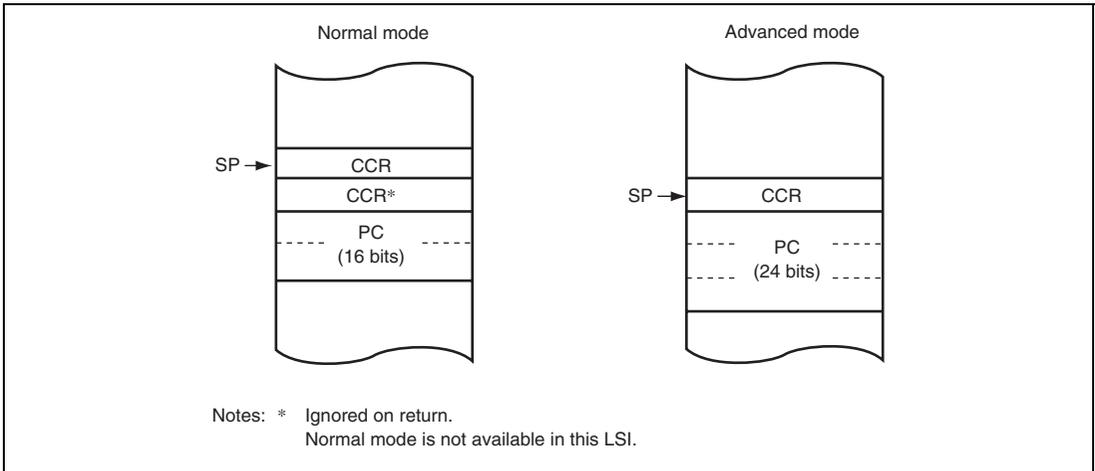 Normal mode
SP
CCR
CCR*
PC
(16 bits)
Advanced mode
SP
CCR
PC
(24 bits)
Notes: * Ignored on return.
Normal mode is not available in this LSI.